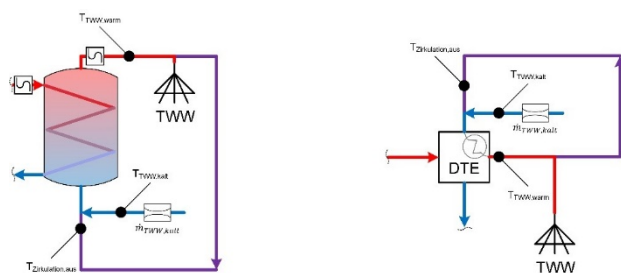 T_TWW,warm
TWW
T_TWW,kalt
ṁ_TWW,kalt
T_Zirkulation,aus
T_Zirkulation,aus
T_TWW,kalt
ṁ_TWW,kalt
DTE
T_TWW,warm
TWW